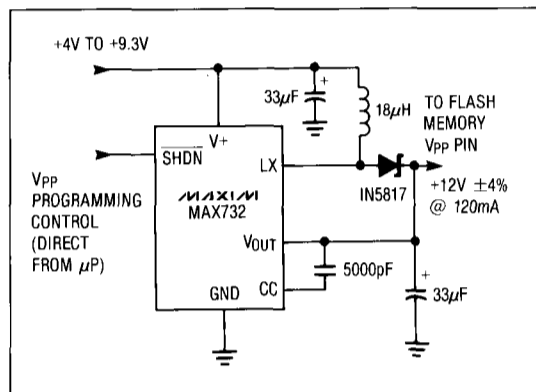 +4V TO +9.3V
33µF
+
18µH
TO FLASH
MEMORY
VPP PIN
V+
SHDN
LX
MAXIM
MAX732
IN5817
+12V ±4%
@ 120mA
VPP
PROGRAMMING
CONTROL
(DIRECT
FROM µP)
VOUT
5000pF
CC
GND
+
33µF